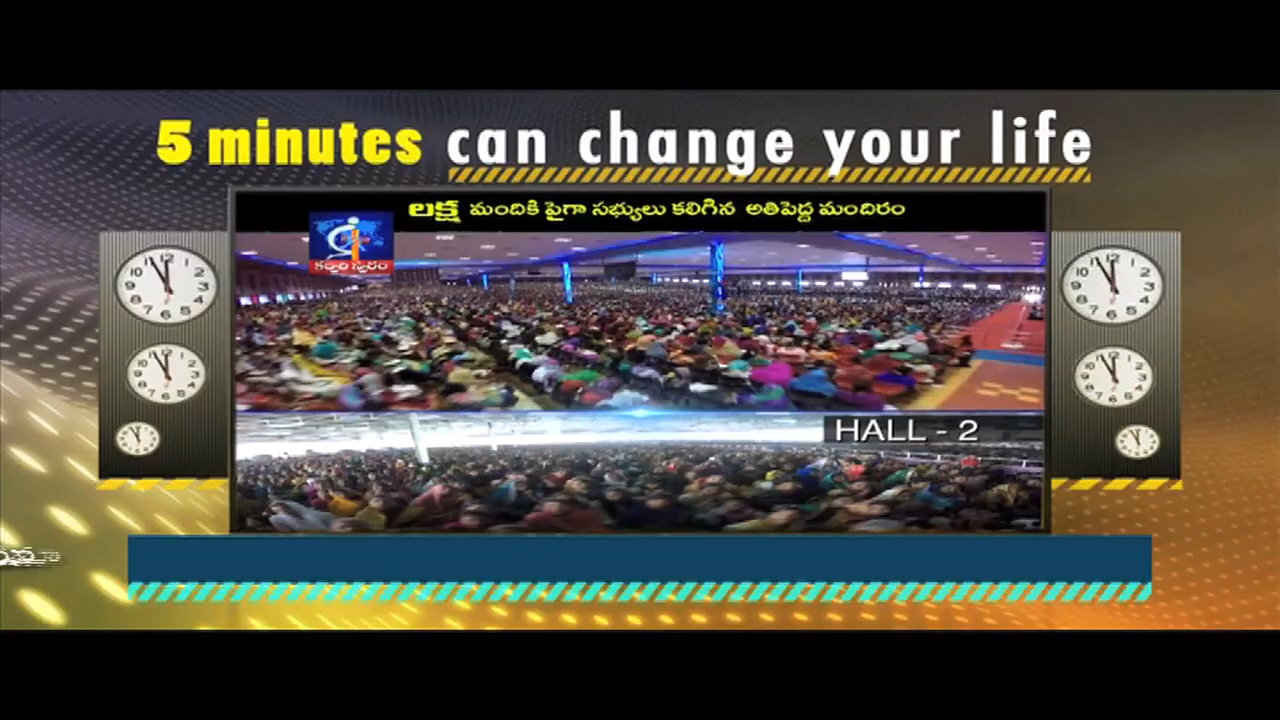 5 minutes can change your life
లక్ష మందికి పైగా సభ్యులు కలిగిన అతిపెద్ద మందిరం
HALL - 2